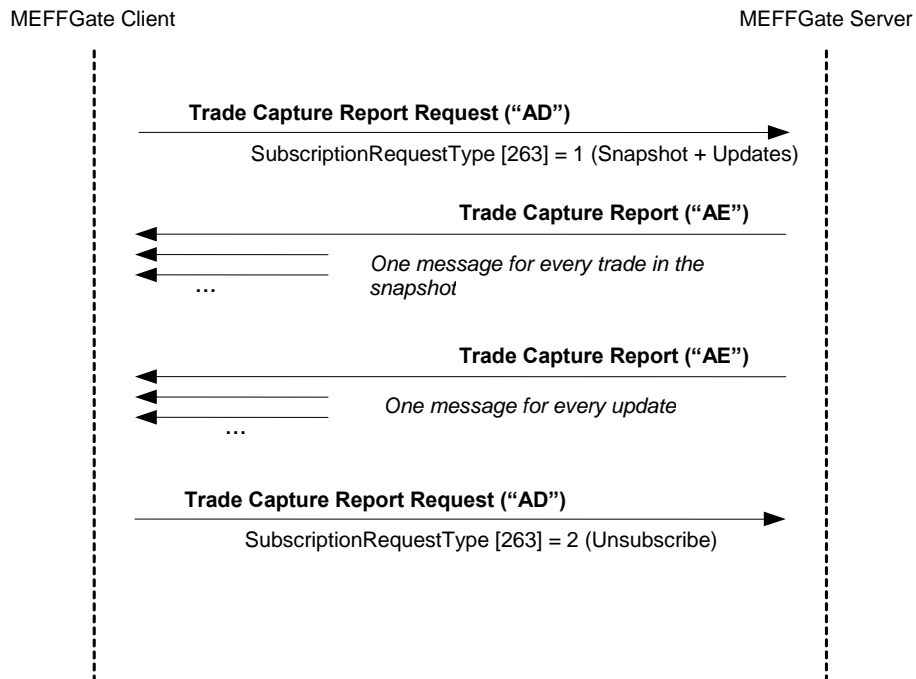 MEFFGate Client
MEFFGate Server
Trade Capture Report Request (“AD”)
SubscriptionRequestType [263] = 1 (Snapshot + Updates)
Trade Capture Report (“AE”)
One message for every trade in the
snapshot
...
Trade Capture Report (“AE”)
One message for every update
...
Trade Capture Report Request (“AD”)
SubscriptionRequestType [263] = 2 (Unsubscribe)